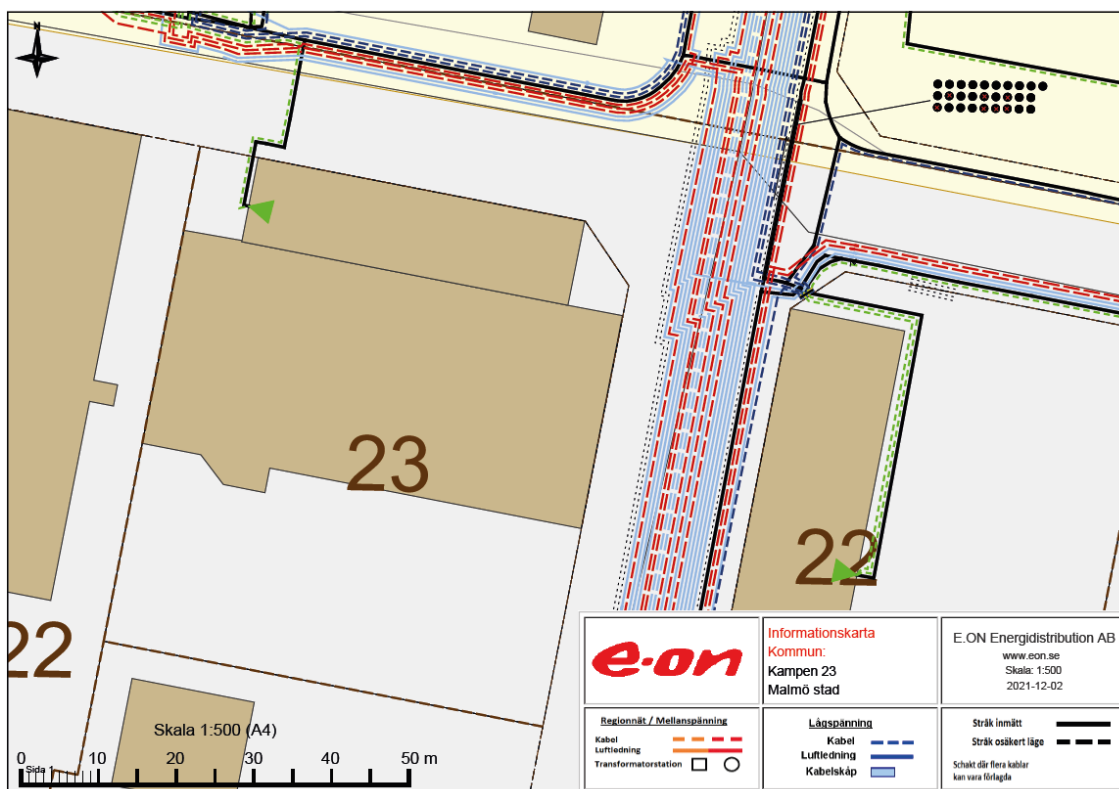 N
23
22
22
e·on
Informationskarta
Kommun:
Kampen 23
Malmö stad
E.ON Energidistribution AB
www.eon.se
Skala: 1:500
2021-12-02
Skala 1:500 (A4)
0 10 20 30 40 50 m
Sida 1
Regionnät / Mellanspänning
Kabel
Luftledning
Transformatorstation
Lågspänning
Kabel
Luftledning
Kabelskåp
Stråk inmätt
Stråk osäkert läge
Schakt där flera kablar
kan vara förlagda